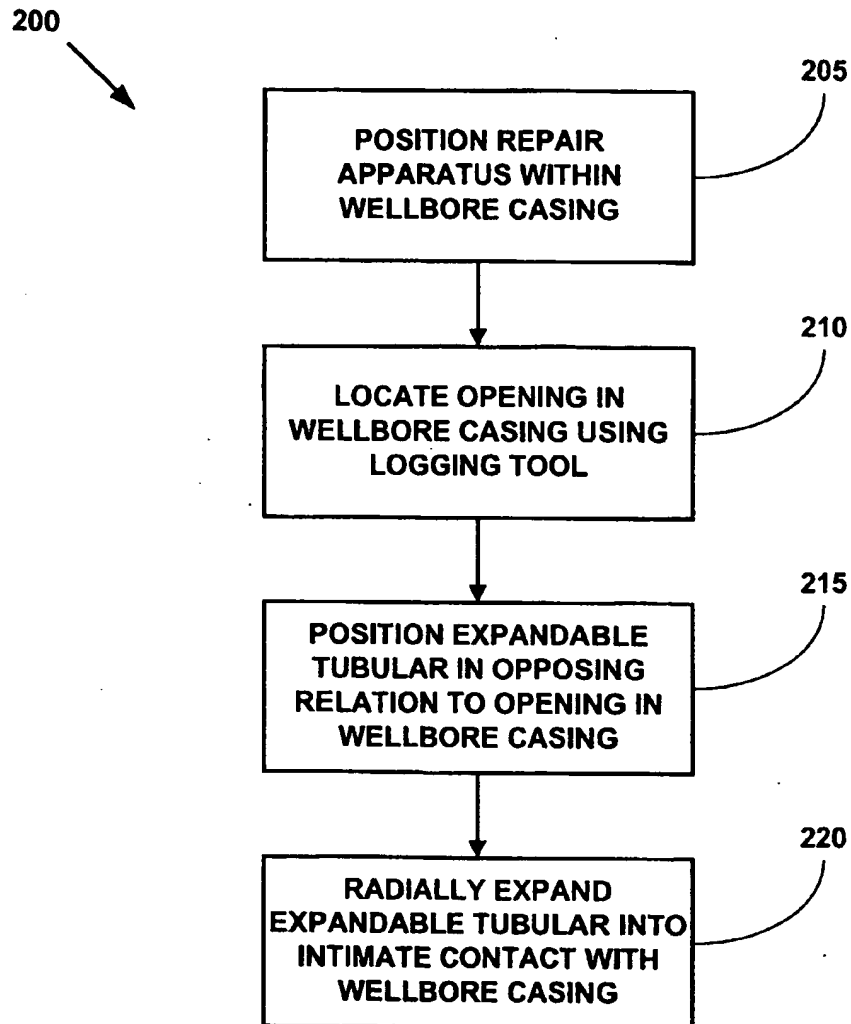 200
205
POSITION REPAIR
APPARATUS WITHIN
WELLBORE CASING
210
LOCATE OPENING IN
WELLBORE CASING USING
LOGGING TOOL
215
POSITION EXPANDABLE
TUBULAR IN OPPOSING
RELATION TO OPENING IN
WELLBORE CASING
220
RADIALLY EXPAND
EXPANDABLE TUBULAR INTO
INTIMATE CONTACT WITH
WELLBORE CASING